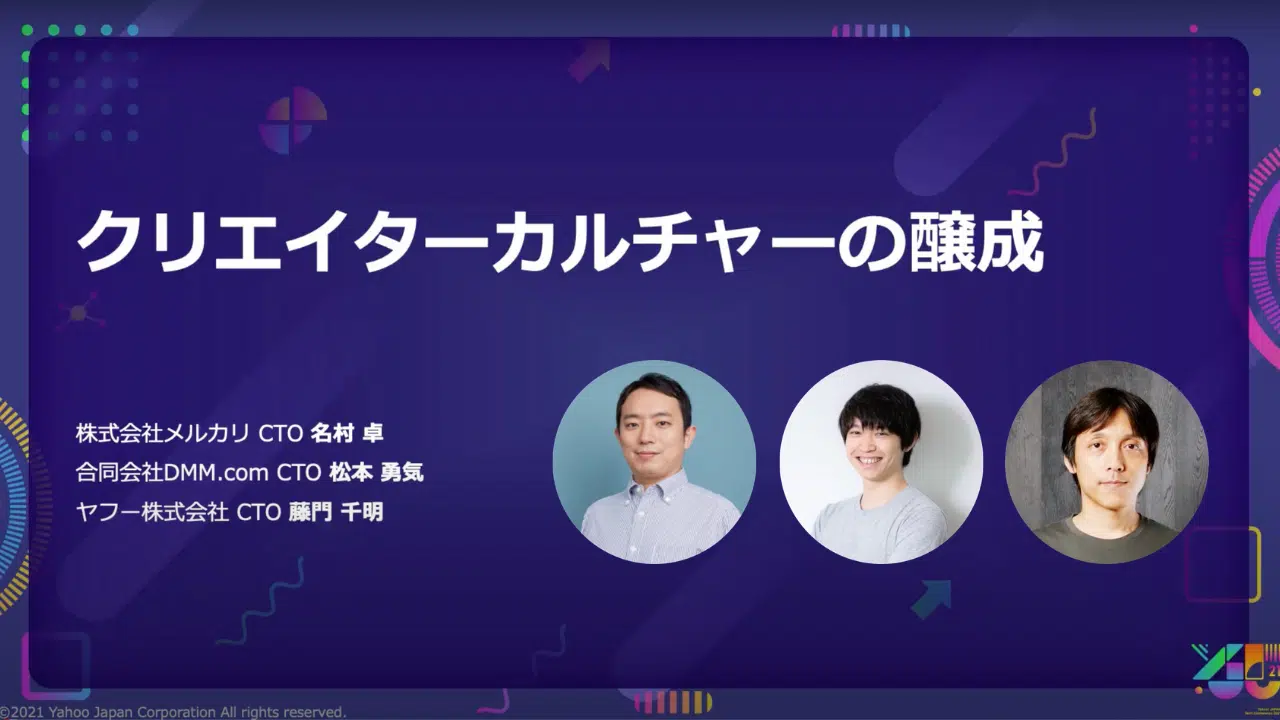 クリエイターカルチャーの醸成
株式会社メルカリ CTO 名村 卓
合同会社DMM.com CTO 松本 勇気
ヤフー株式会社 CTO 藤門 千明
21
©2021 Yahoo Japan Corporation All rights reserved.